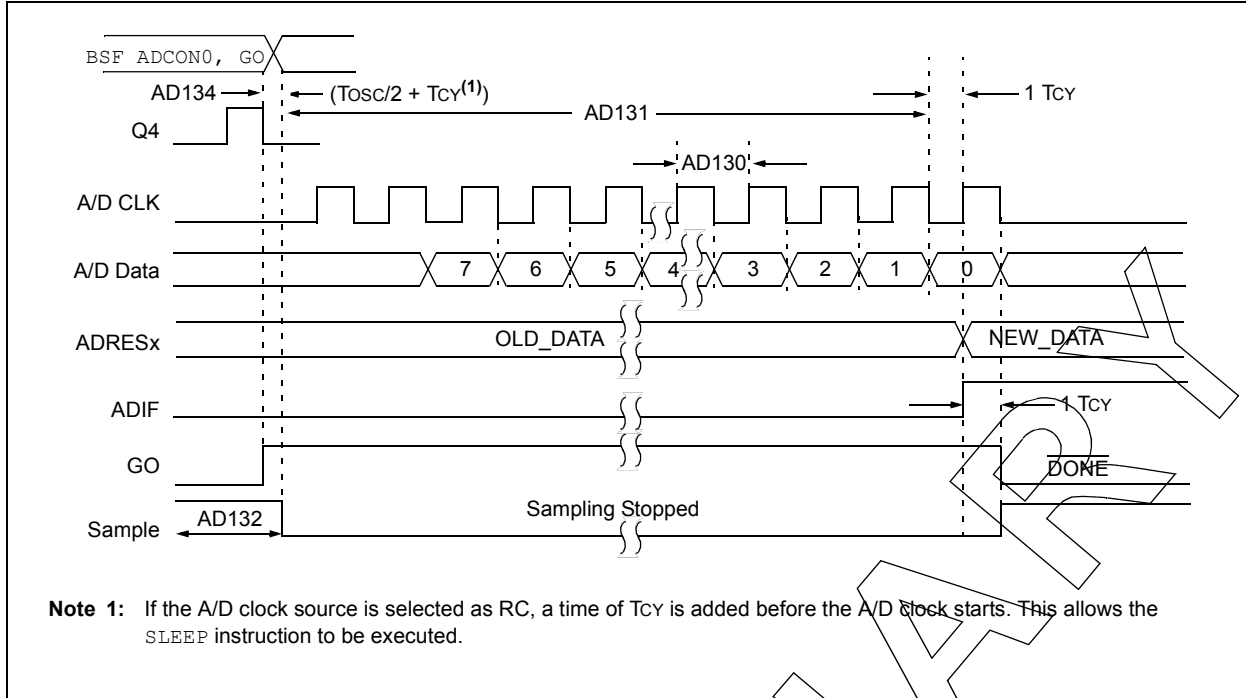 BSF ADCON0, GO
AD134
(TOSC/2 + TCY(1))
1 TCY
AD131
Q4
AD130
A/D CLK
A/D Data
7
6
5
4
3
2
1
0
ADRESx
OLD_DATA
NEW_DATA
ADIF
1 TCY
GO
DONE
Sample
AD132
Sampling Stopped
Note 1: If the A/D clock source is selected as RC, a time of TCY is added before the A/D clock starts. This allows the
SLEEP instruction to be executed.